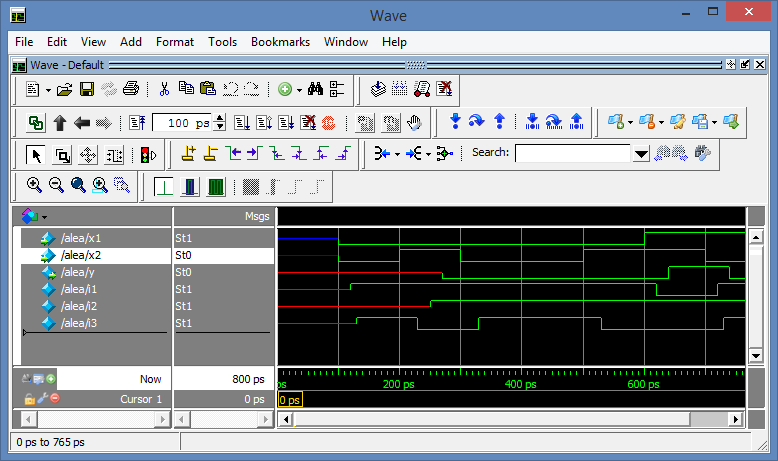 Wave
File Edit View Add Format Tools Bookmarks Window Help
Wave - Default
100 ps
Search:
Msgs
/alea/x1 St1
/alea/x2 St0
/alea/y St0
/alea/i1 St1
/alea/i2 St1
/alea/i3 St1
Now 800 ps
ps 200 ps 400 ps 600 ps
Cursor 1 0 ps 0 ps
0 ps to 765 ps